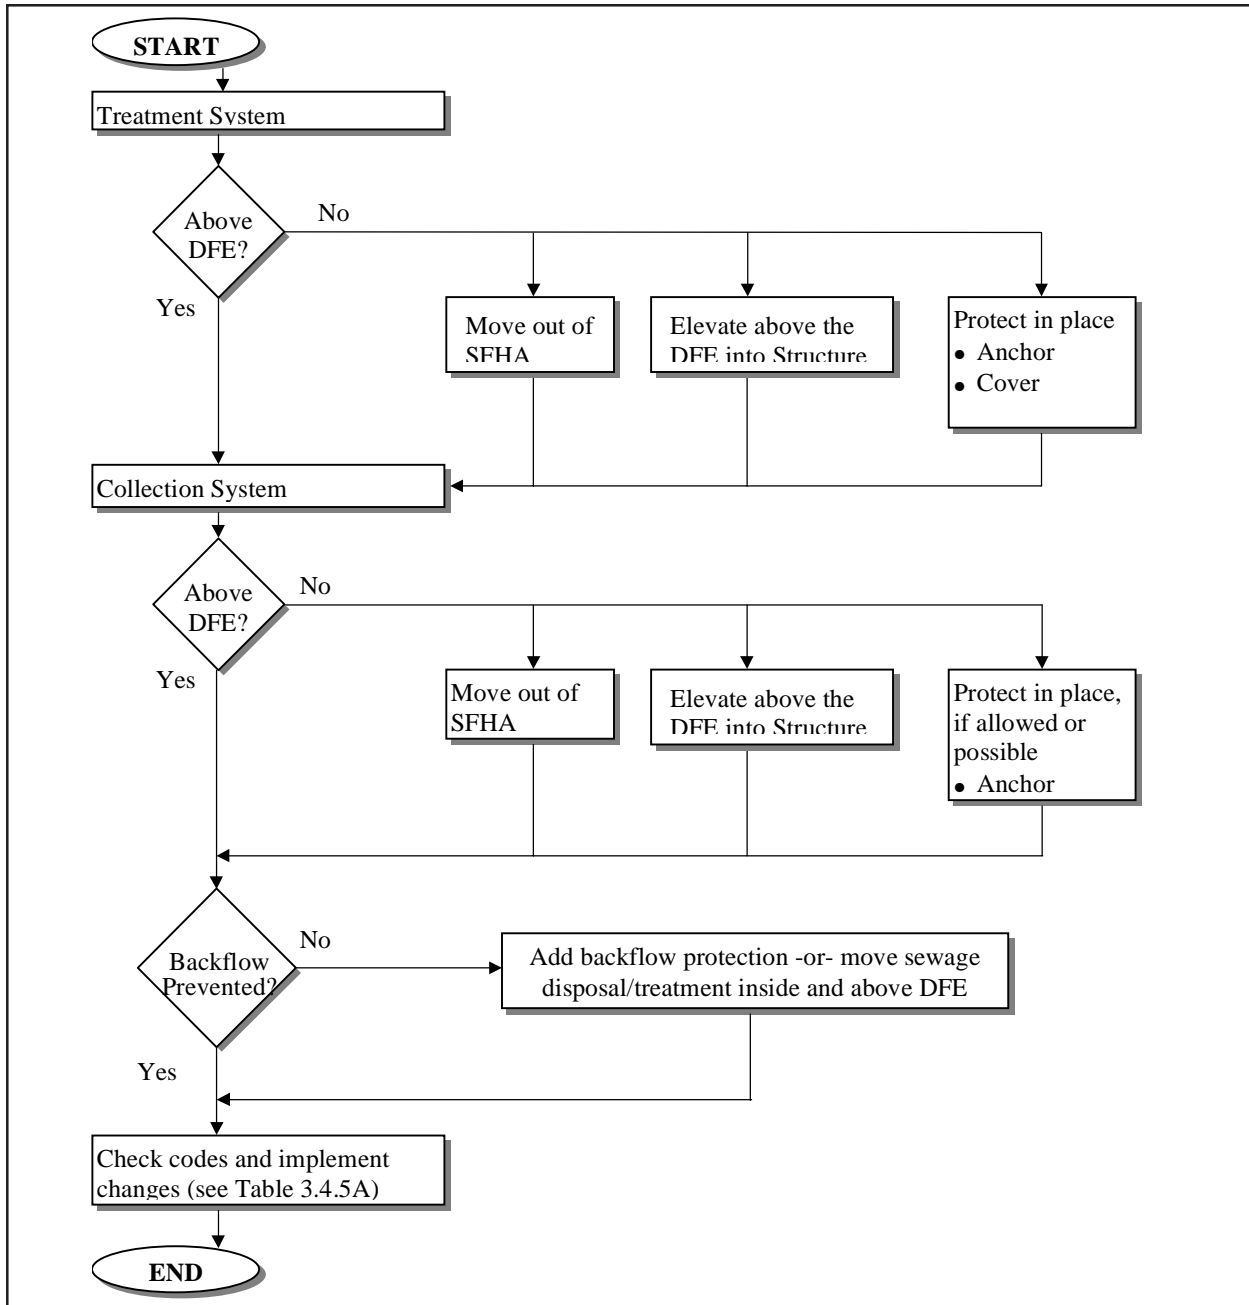 START
Treatment System
Above
DFE?
No
Yes
Move out of
SFHA
Elevate above the
DFE into Structure
Protect in place
• Anchor
• Cover
Collection System
Above
DFE?
No
Yes
Move out of
SFHA
Elevate above the
DFE into Structure
Protect in place,
if allowed or
possible
• Anchor
Backflow
Prevented?
No
Add backflow protection -or- move sewage
disposal/treatment inside and above DFE
Yes
Check codes and implement
changes (see Table 3.4.5A)
END